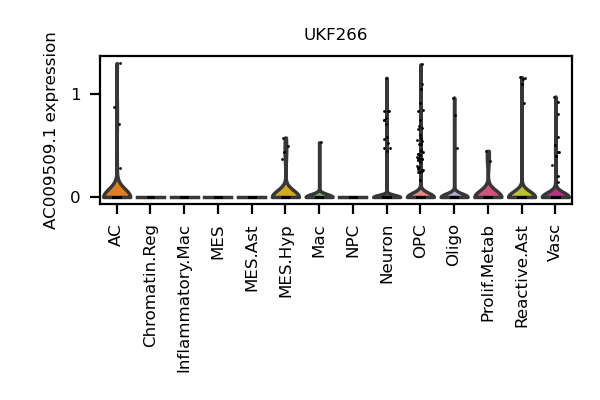 UKF266
AC009509.1 expression
1
0
AC
Chromatin.Reg
Inflammatory.Mac
MES
MES.Ast
MES.Hyp
Mac
NPC
Neuron
OPC
Oligo
Prolif.Metab
Reactive.Ast
Vasc